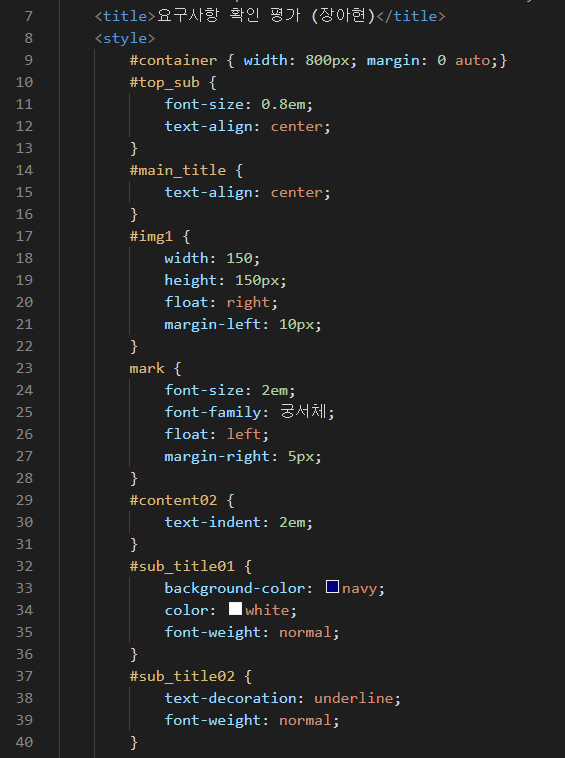 7 <title>요구사항 확인 평가 (장아현)</title>
8 <style>
9 #container { width: 800px; margin: 0 auto;}
10 #top_sub {
11 font-size: 0.8em;
12 text-align: center;
13 }
14 #main_title {
15 text-align: center;
16 }
17 #img1 {
18 width: 150;
19 height: 150px;
20 float: right;
21 margin-left: 10px;
22 }
23 mark {
24 font-size: 2em;
25 font-family: 궁서체;
26 float: left;
27 margin-right: 5px;
28 }
29 #content02 {
30 text-indent: 2em;
31 }
32 #sub_title01 {
33 background-color: navy;
34 color: white;
35 font-weight: normal;
36 }
37 #sub_title02 {
38 text-decoration: underline;
39 font-weight: normal;
40 }